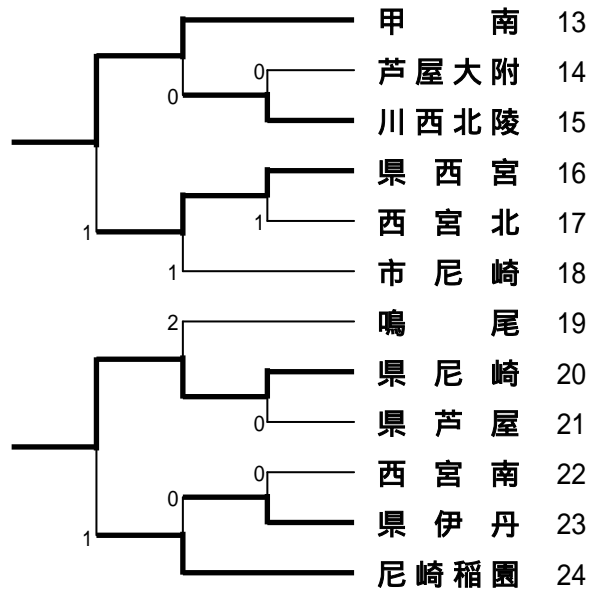 甲南 13
0 芦屋大附 14
0
川西北陵 15
県西宮 16
1 西宮北 17
1
1 市尼崎 18
2 鳴尾 19
県尼崎 20
0 県芦屋 21
0 西宮南 22
0
県伊丹 23
1
尼崎稲園 24